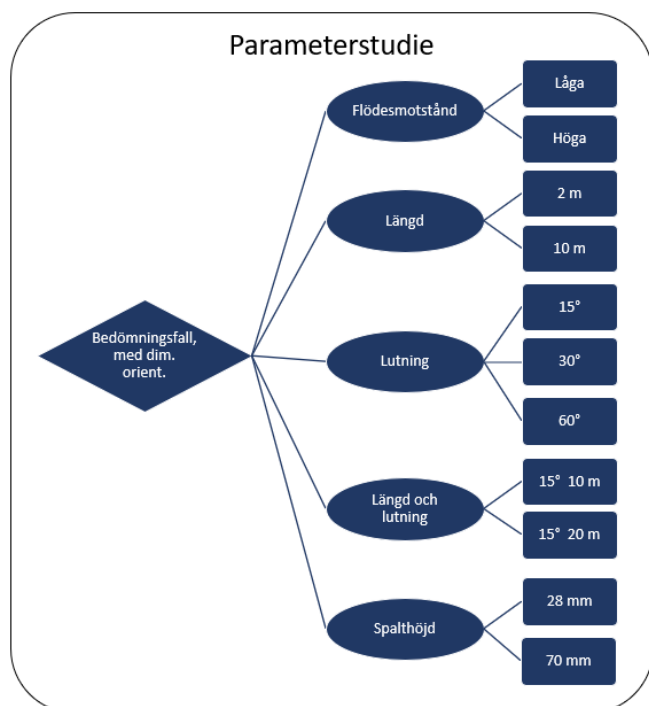 Parameterstudie
Flödesmotstånd
Låga
Höga
Längd
2 m
10 m
Bedömningsfall,
med dim.
orient.
Lutning
15°
30°
60°
Längd och
lutning
15° 10 m
15° 20 m
Spalthöjd
28 mm
70 mm